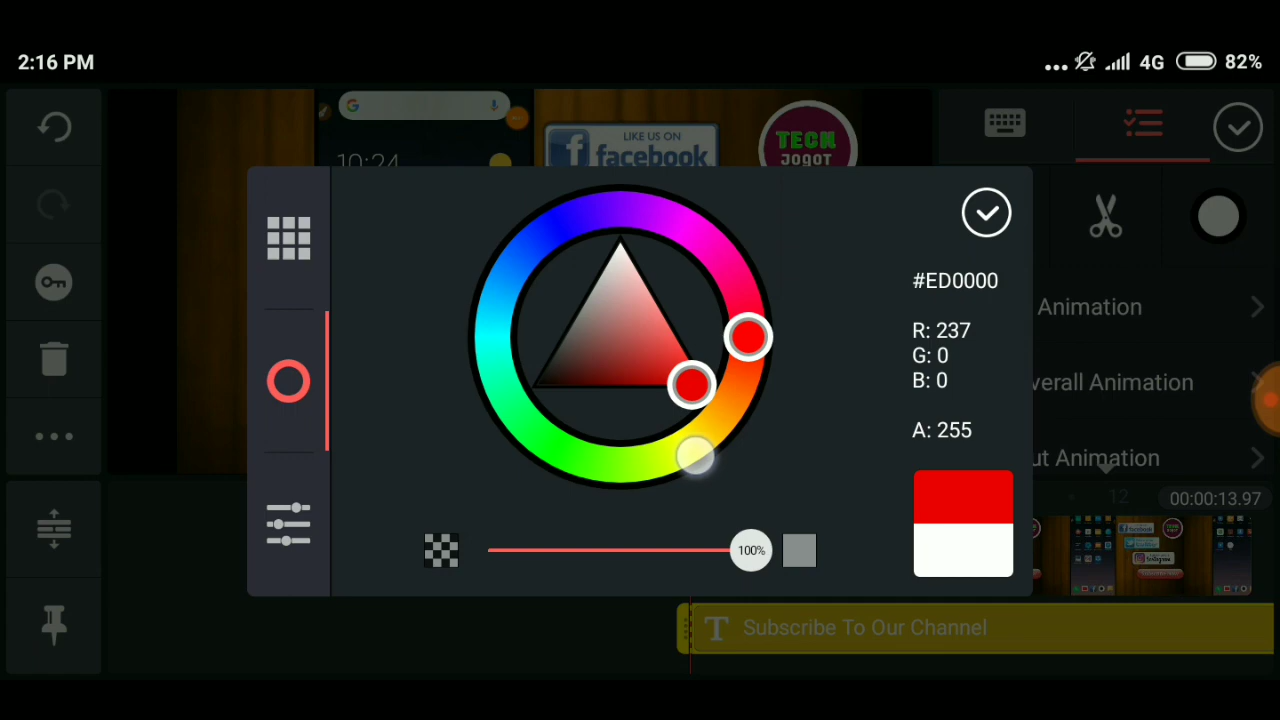 2:16 PM
4G
82%
LIKE US ON
facebook
TECH
JOGOT
10:24
#ED0000
R: 237
G: 0
B: 0
A: 255
Animation
verall Animation
ut Animation
12
00:00:13.97
100%
T Subscribe To Our Channel